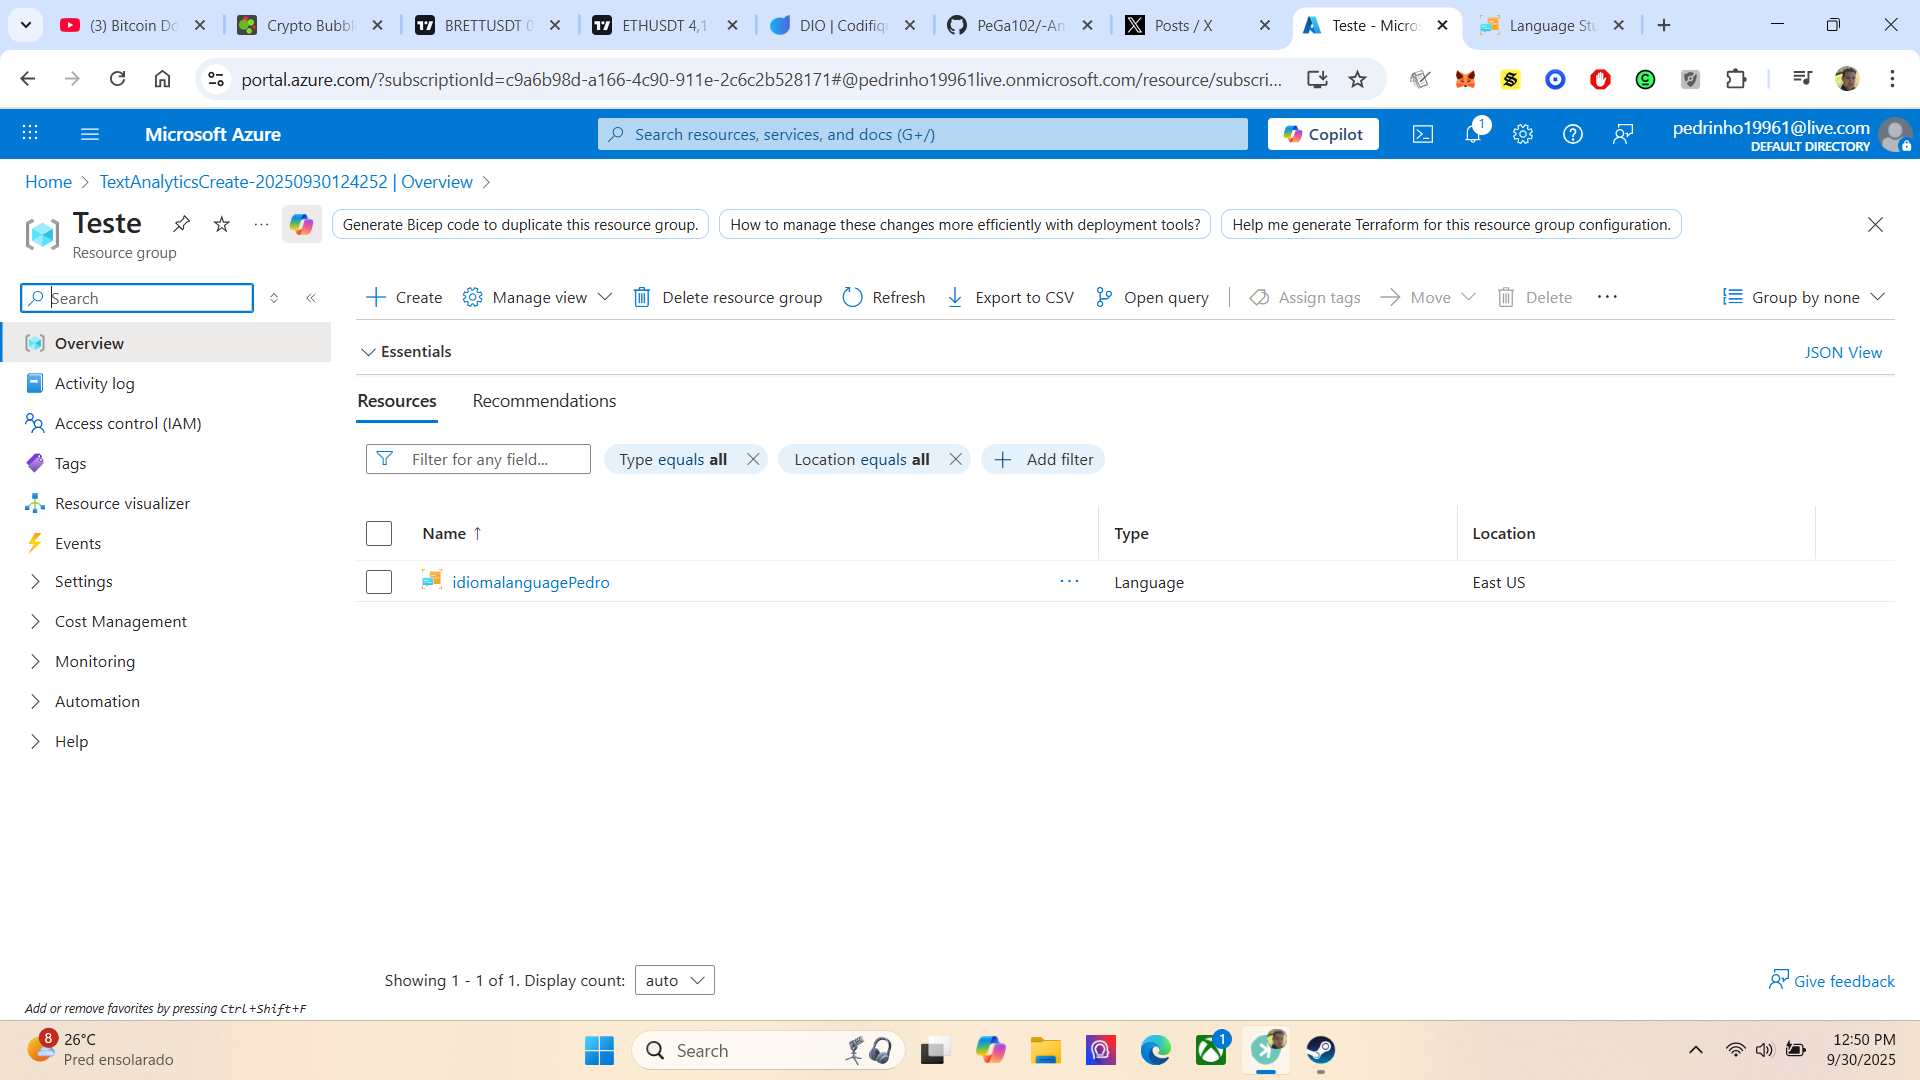 (3) Bitcoin Do
Crypto Bubbl
BRETTUSDT 0
ETHUSDT 4,1
DIO | Codifiq
PeGa102/-An
Posts / X
Teste - Micros
Language Stu
portal.azure.com/?subscriptionId=c9a6b98d-a166-4c90-911e-2c6c2b528171#@pedrinho19961live.onmicrosoft.com/resource/subscri...
Microsoft Azure
Search resources, services, and docs (G+/)
Copilot
1
pedrinho19961@live.com
DEFAULT DIRECTORY
Home > TextAnalyticsCreate-20250930124252 | Overview >
Teste
Resource group
Generate Bicep code to duplicate this resource group.
How to manage these changes more efficiently with deployment tools?
Help me generate Terraform for this resource group configuration.
Search
Create
Manage view
Delete resource group
Refresh
Export to CSV
Open query
Assign tags
Move
Delete
Group by none
Overview
Activity log
Access control (IAM)
Tags
Resource visualizer
Events
Settings
Cost Management
Monitoring
Automation
Help
Essentials
JSON View
Resources
Recommendations
Filter for any field...
Type equals all
Location equals all
Add filter
Name ↑
Type
Location
idiomalanguagePedro
Language
East US
Showing 1 - 1 of 1. Display count:
auto
Give feedback
Add or remove favorites by pressing Ctrl+Shift+F
8
26°C
Pred ensolarado
Search
1
12:50 PM
9/30/2025